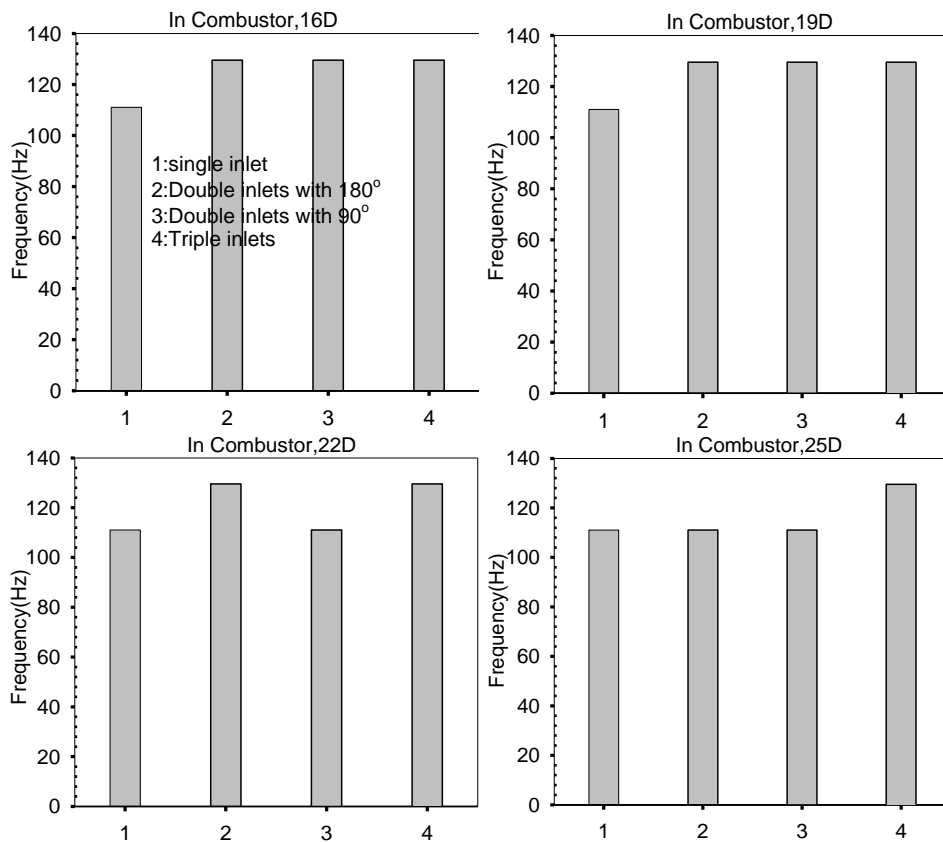 In Combustor,16D
140
120
100
80
60
40
20
0
Frequency(Hz)
1:single inlet
2:Double inlets with 180°
3:Double inlets with 90°
4:Triple inlets
1 2 3 4
In Combustor,19D
140
120
100
80
60
40
20
0
Frequency(Hz)
1 2 3 4
In Combustor,22D
140
120
100
80
60
40
20
0
Frequency(Hz)
1 2 3 4
In Combustor,25D
140
120
100
80
60
40
20
0
Frequency(Hz)
1 2 3 4